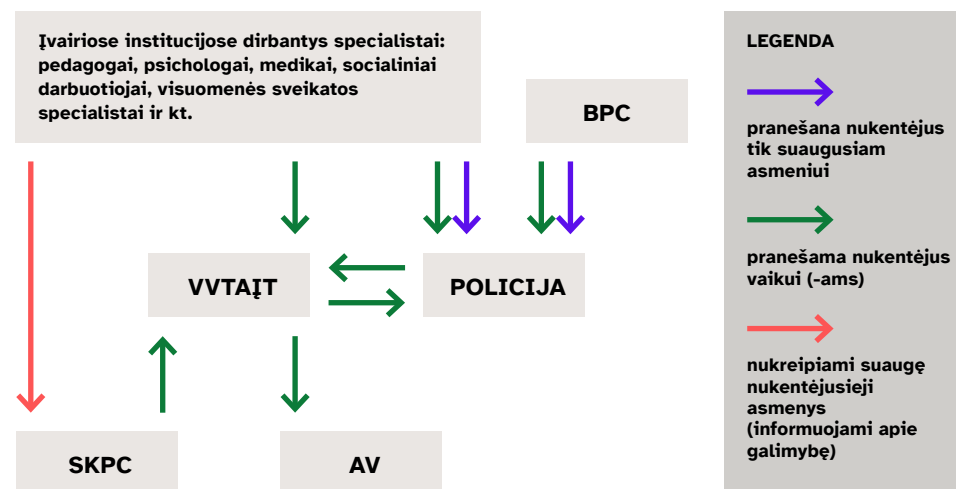 Įvairiose institucijose dirbantys specialistai:
pedagogai, psichologai, medikai, socialiniai
darbuotiojai, visuomenės sveikatos
specialistai ir kt.
BPC
VVTAĮT
POLICIJA
SKPC
AV
LEGENDA
pranešana nukentėjus
tik suaugusiam
asmeniui
pranešama nukentėjus
vaikui (-ams)
nukreipiami suaugę
nukentėjusieji
asmenys
(informuojami apie
galimybę)